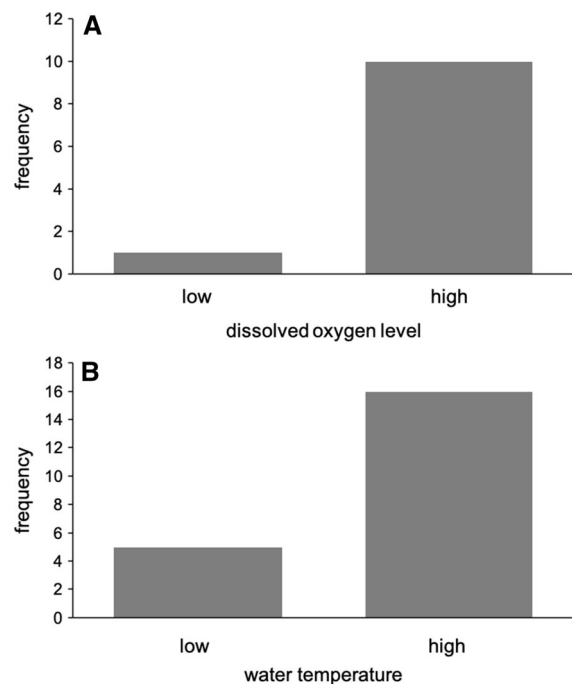 A
frequency
12
10
8
6
4
2
0
low high
dissolved oxygen level
B
frequency
18
16
14
12
10
8
6
4
2
0
low high
water temperature